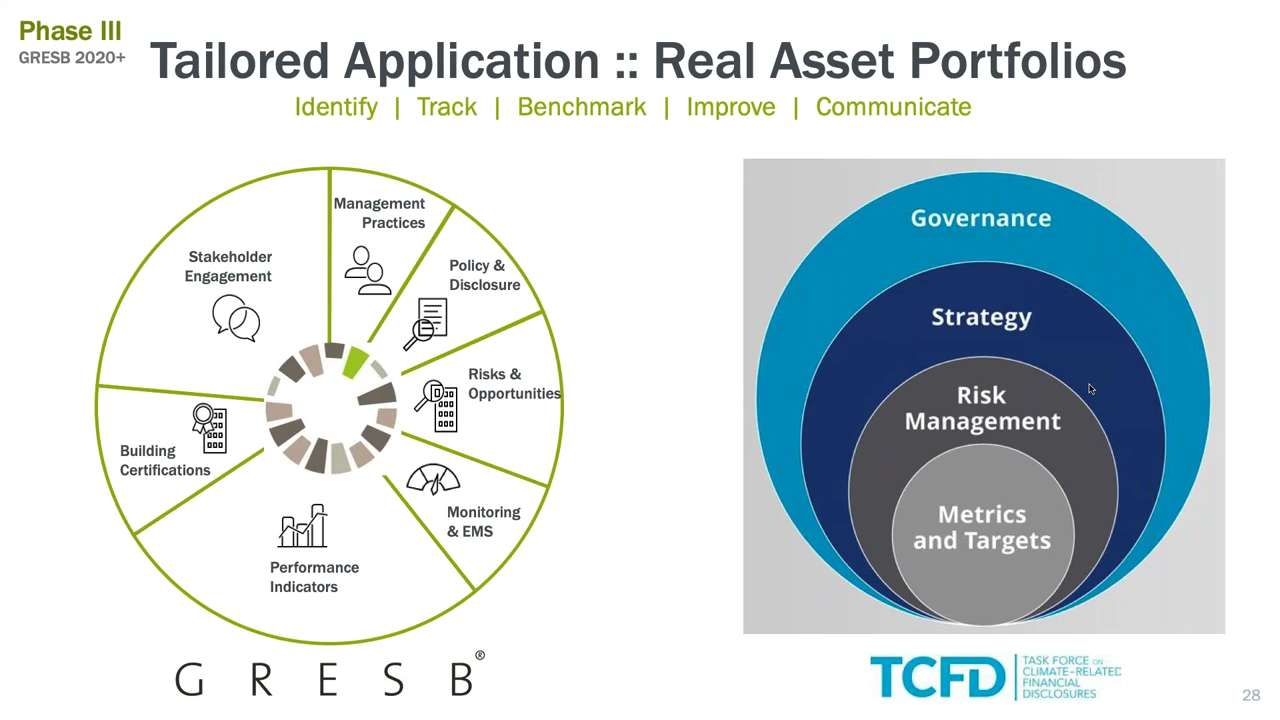 Phase III
GRESB 2020+
Tailored Application :: Real Asset Portfolios
Identify | Track | Benchmark | Improve | Communicate
Management
Practices
Stakeholder
Engagement
Policy &
Disclosure
Risks &
Opportunities
Building
Certifications
Monitoring
& EMS
Performance
Indicators
G R E S B®
Governance
Strategy
Risk
Management
Metrics
and Targets
TCFD
TASK FORCE ON
CLIMATE-RELATED
FINANCIAL
DISCLOSURES
28